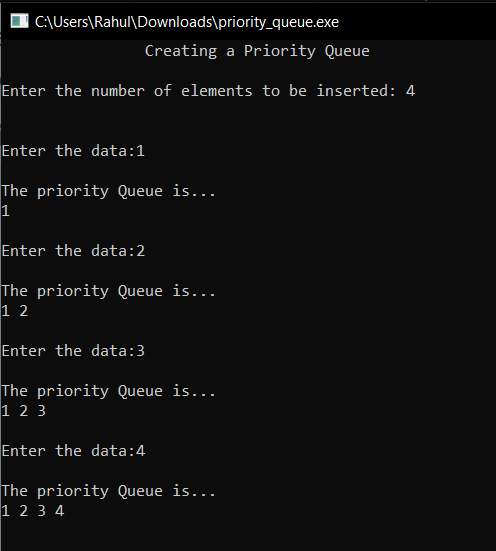 C:\Users\Rahul\Downloads\priority_queue.exe
Creating a Priority Queue
Enter the number of elements to be inserted: 4
Enter the data:1
The priority Queue is...
1
Enter the data:2
The priority Queue is...
1 2
Enter the data:3
The priority Queue is...
1 2 3
Enter the data:4
The priority Queue is...
1 2 3 4